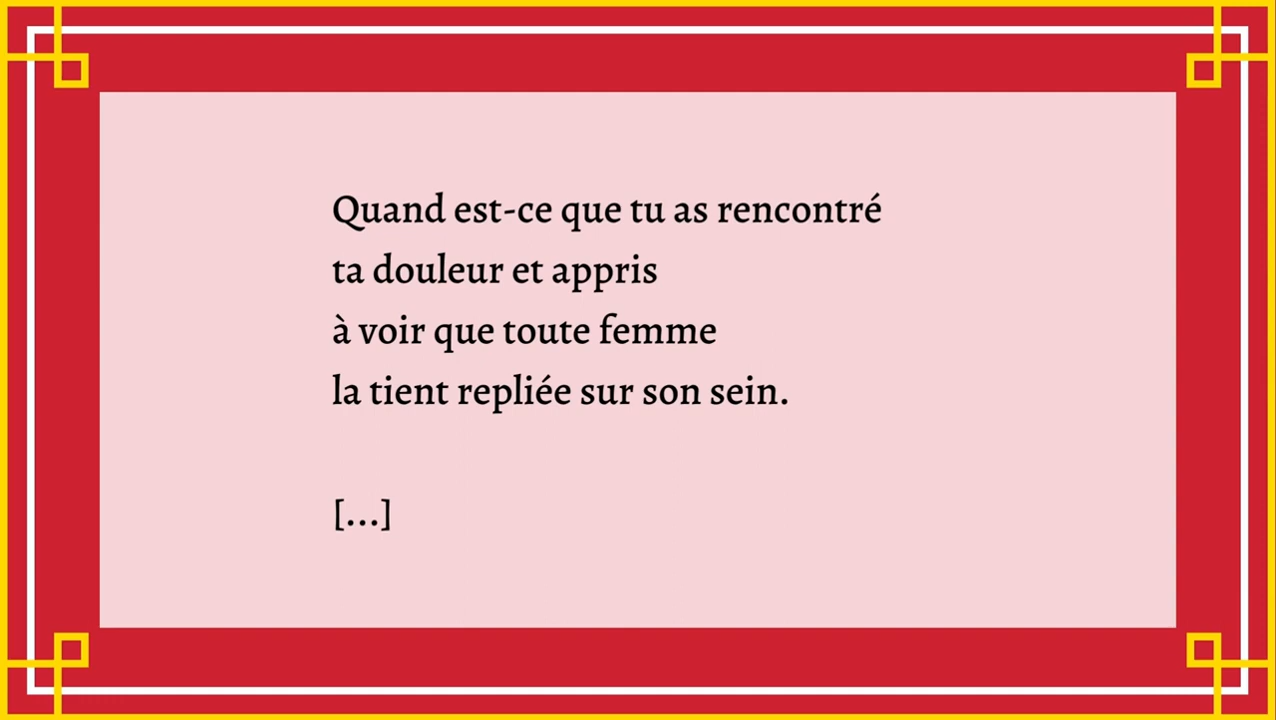 Quand est-ce que tu as rencontré
ta douleur et appris
à voir que toute femme
la tient repliée sur son sein.
[...]